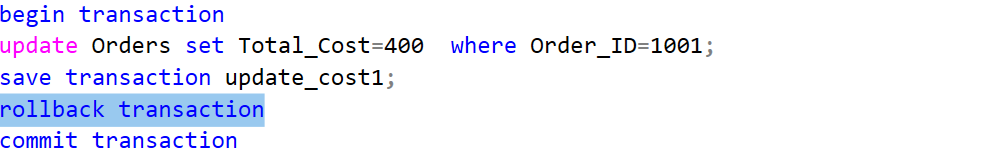 begin transaction
update Orders set Total_Cost=400  where Order_ID=1001;
save transaction update_cost1;
rollback transaction
commit transaction